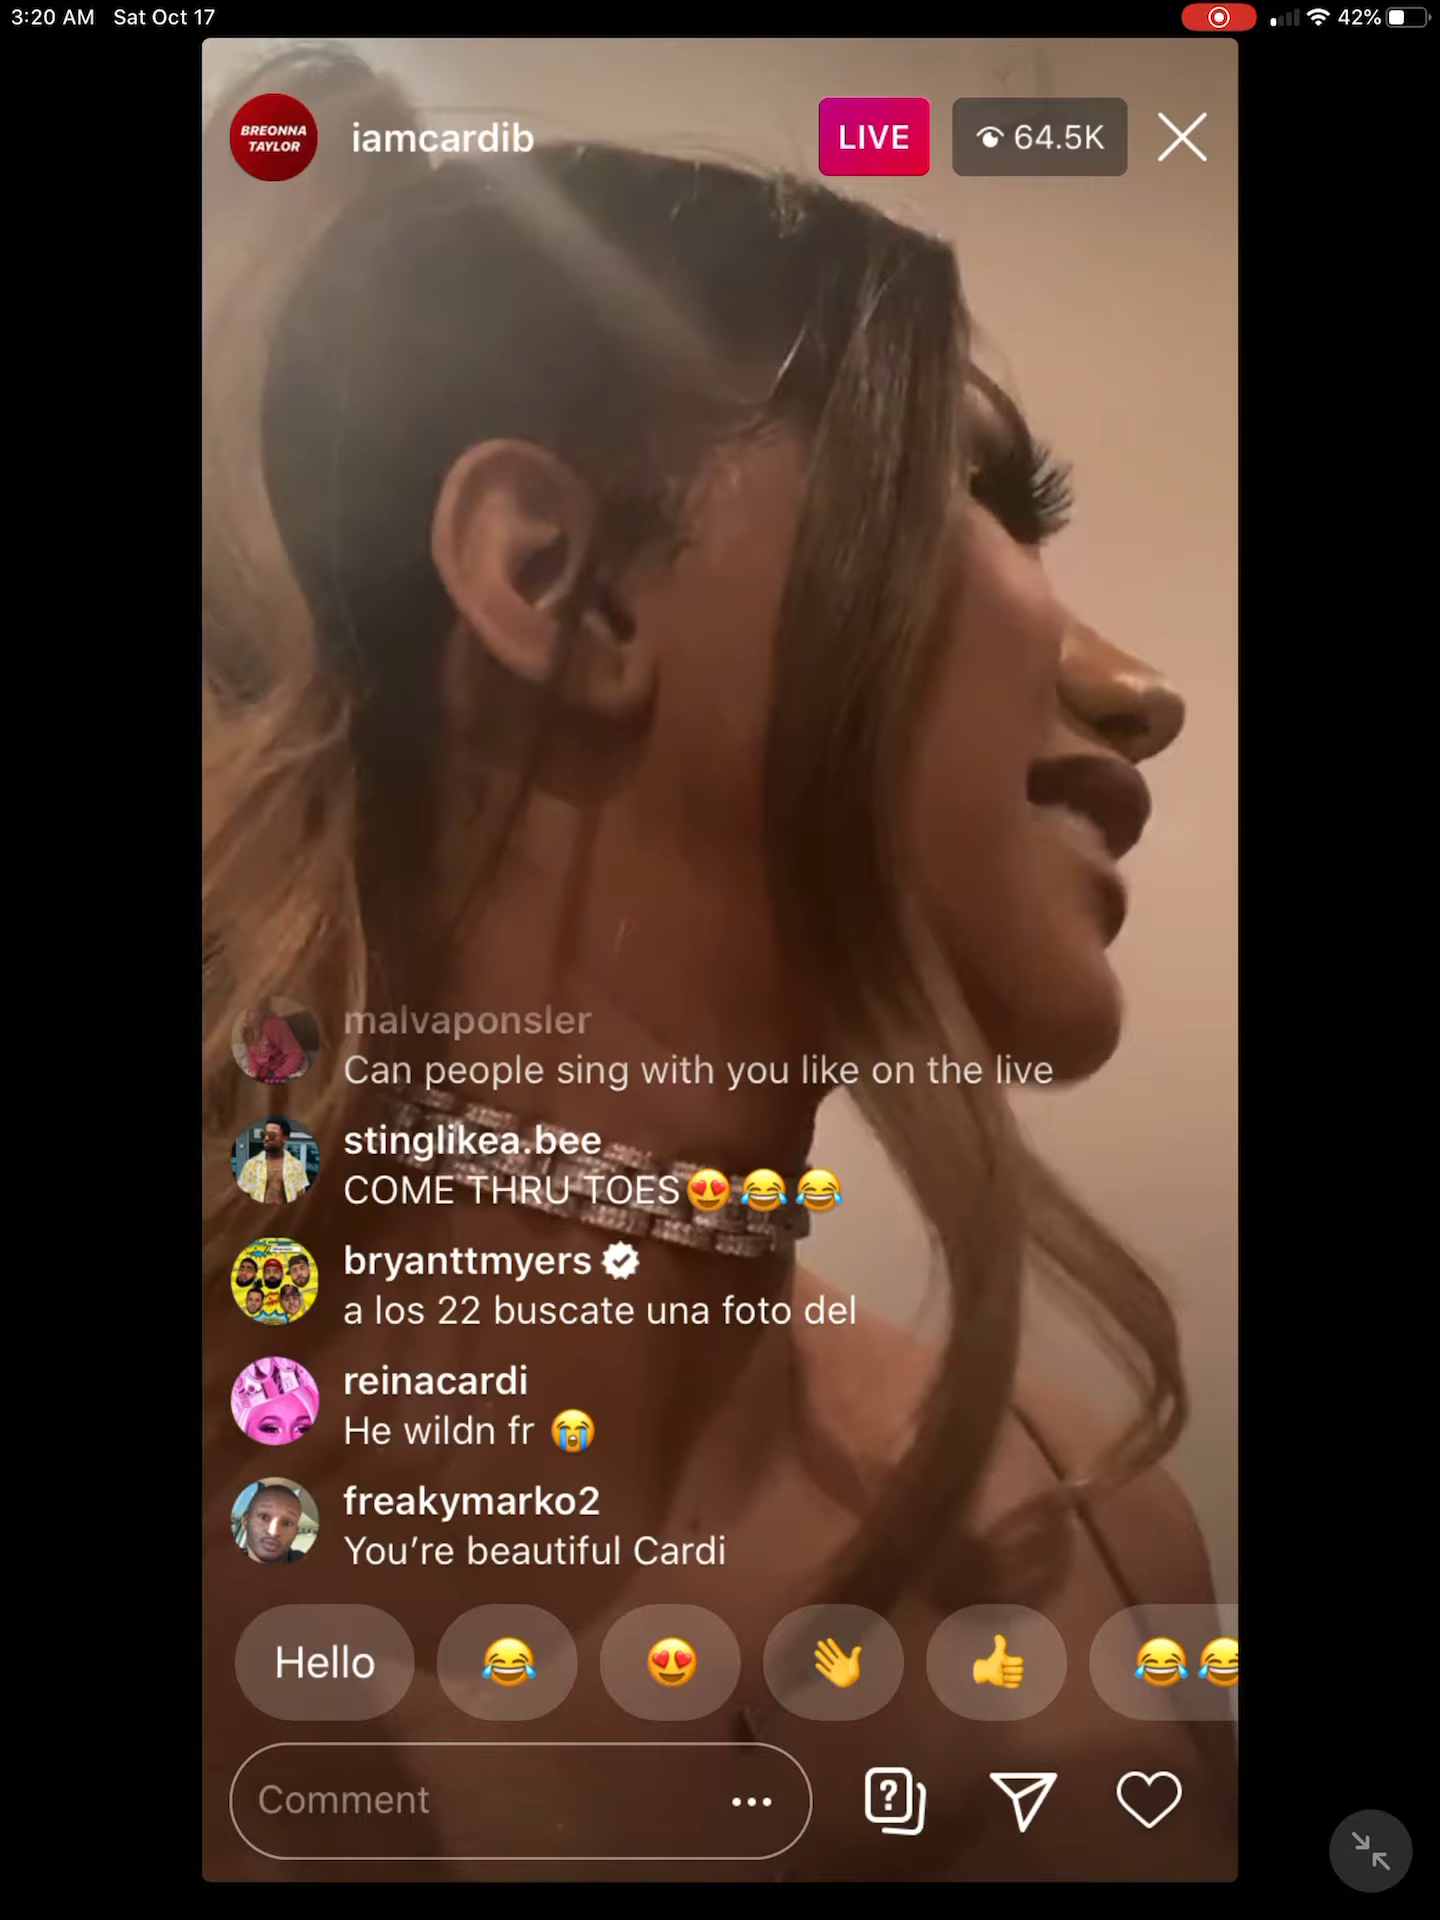 3:20 AM Sat Oct 17
42%
BREONNA
TAYLOR
iamcardib
LIVE
64.5K
malvaponsler
Can people sing with you like on the live
stinglikea.bee
COME THRU TOES😍😂😂
bryanttmyers
a los 22 buscate una foto del
reinacardi
He wildn fr 😭
freakymarko2
You’re beautiful Cardi
Hello 😂 😍 👋 👍 😂😂
Comment